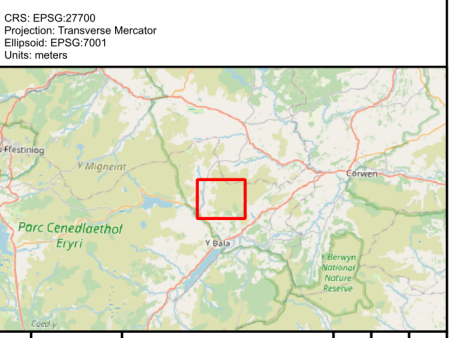 CRS: EPSG:27700
Projection: Transverse Mercator
Ellipsoid: EPSG:7001
Units: meters
Ffestiniog
Y Migneint
Corwen
Parc Cenedlaethol
Eryri
Y Bala
Y Berwyn
National
Nature
Reserve
Coed-y